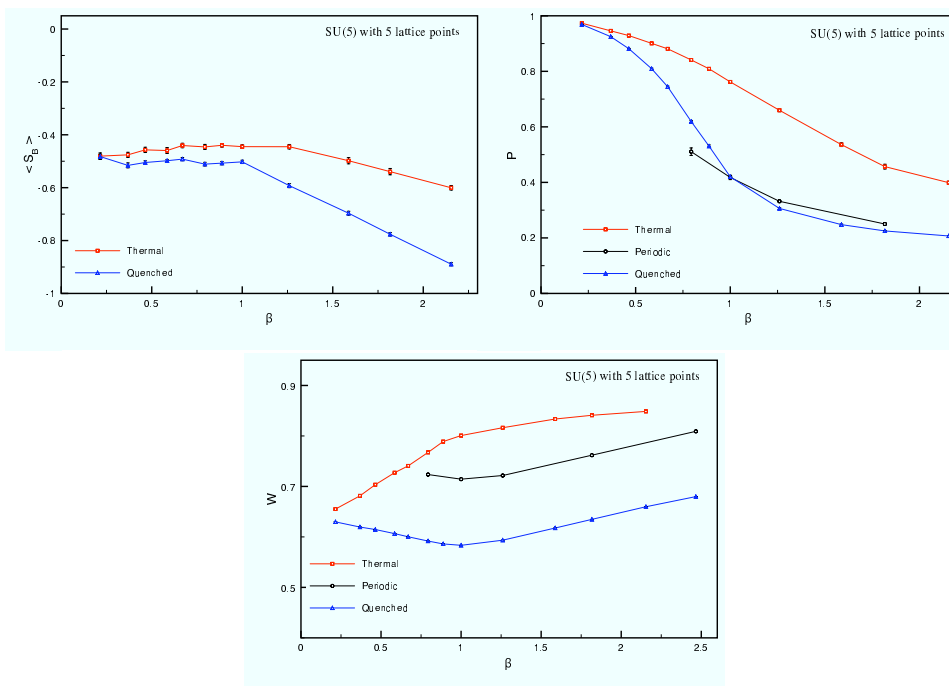 SU(5) with 5 lattice points
0
-0.2
-0.4
-0.6
-0.8
-1
< S_B >
Thermal
Quenched
0
0.5
1
1.5
2
β
SU(5) with 5 lattice points
1
0.8
0.6
0.4
0.2
0
P
Thermal
Periodic
Quenched
0
0.5
1
1.5
2
β
SU(5) with 5 lattice points
0.9
0.7
0.5
W
Thermal
Periodic
Quenched
0
0.5
1
1.5
2
2.5
β